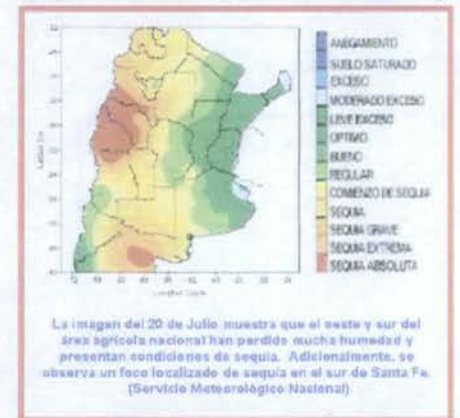 ANEGAMIENTO
SUELO SATURADO
EXCESO
MODERADO EXCESO
LEVE EXCESO
OPTIMO
BUENO
REGULAR
COMIENZO DE SEQUIA
SEQUIA
SEQUIA GRAVE
SEQUIA EXTREMA
SEQUIA ABSOLUTA
La imagen del 20 de Julio muestra que el oeste y sur del
área agrícola nacional han perdido mucha humedad y
presentan condiciones de sequía. Adicionalmente, se
observa un foco localizado de sequía en el sur de Santa Fe.
(Servicio Meteorológico Nacional)